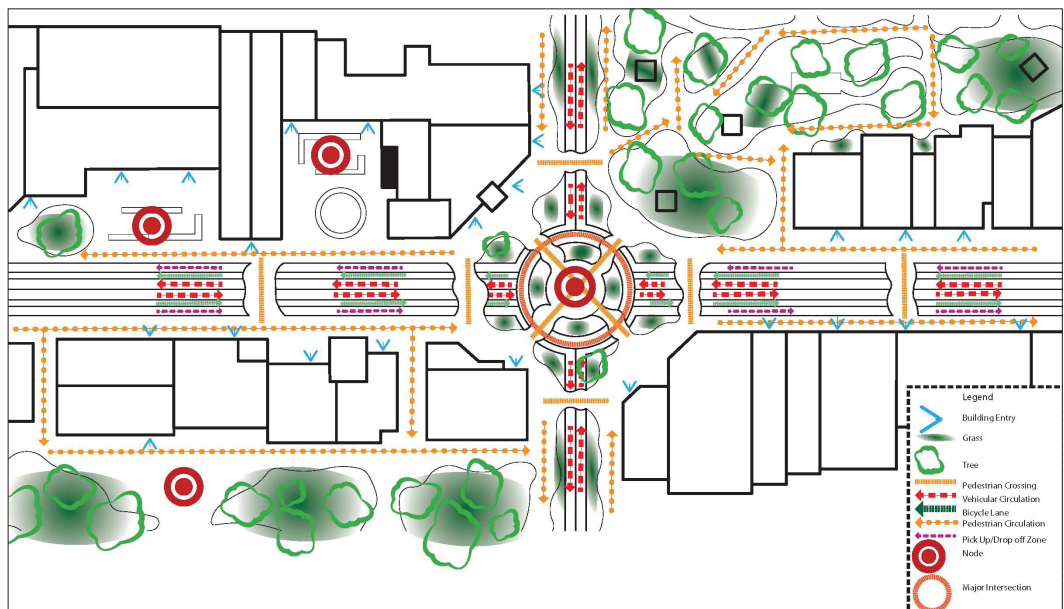 Legend
Building Entry
Grass
Tree
Pedestrian Crossing
Vehicular Circulation
Bicycle Lane
Pedestrian Circulation
Pick Up/Drop off Zone
Node
Major Intersection